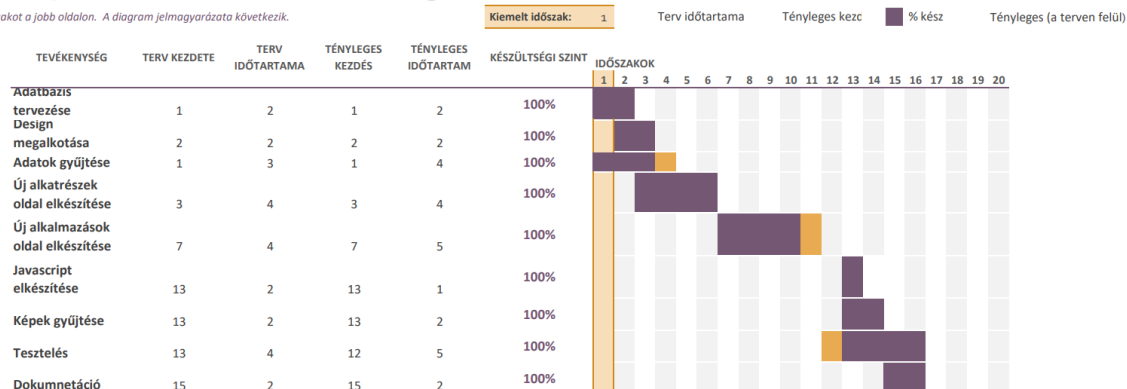 akot a jobb oldalon.  A diagram jelmagyarázata következik.
Kiemelt időszak: 1
Terv időtartama
Tényleges kezd
% kész
Tényleges (a terven felül)
TEVÉKENYSÉG
TERV KEZDETE
TERV IDŐTARTAMA
TÉNYLEGES KEZDÉS
TÉNYLEGES IDŐTARTAM
KÉSZÜLTSÉGI SZINT
IDŐSZAKOK
1 2 3 4 5 6 7 8 9 10 11 12 13 14 15 16 17 18 19 20
Adatbázis
tervezése 1 2 1 2 100%
Design
megalkotása 2 2 2 2 100%
Adatok gyűjtése 1 3 1 4 100%
Új alkatrészek
oldal elkészítése 3 4 3 4 100%
Új alkalmazások
oldal elkészítése 7 4 7 5 100%
Javascript
elkészítése 13 2 13 1 100%
Képek gyűjtése 13 2 13 2 100%
Tesztelés 13 4 12 5 100%
Dokumnetáció 15 2 15 2 100%